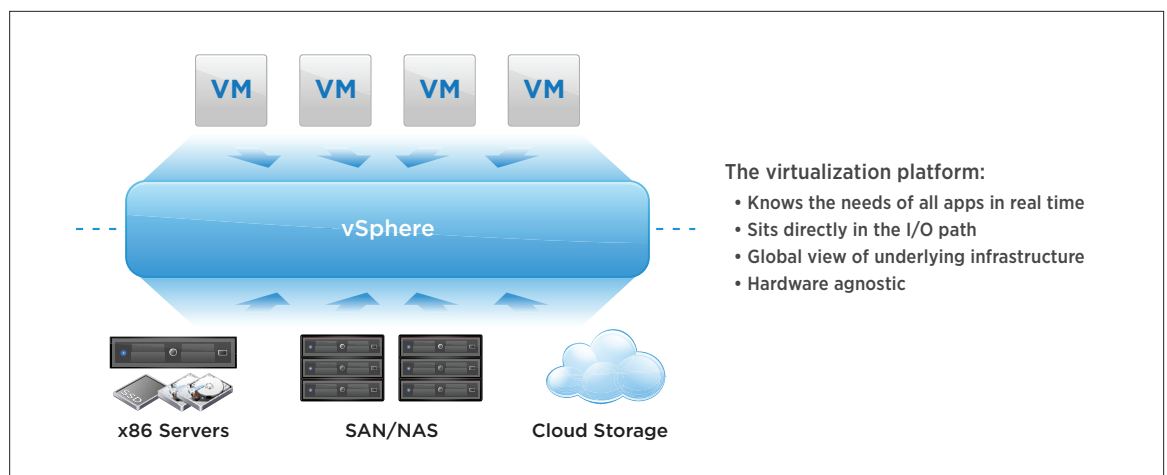 VM VM VM VM
vSphere
The virtualization platform:
• Knows the needs of all apps in real time
• Sits directly in the I/O path
• Global view of underlying infrastructure
• Hardware agnostic
SSD
x86 Servers SAN/NAS Cloud Storage